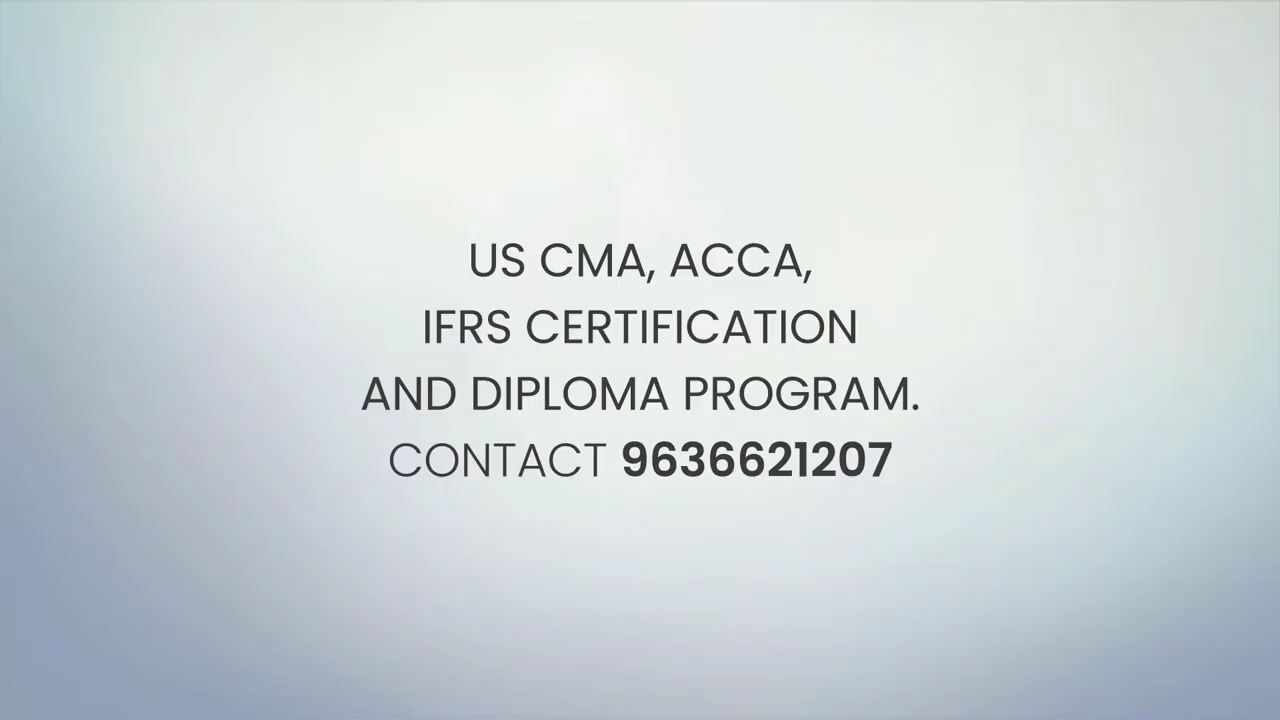 US CMA, ACCA,
IFRS CERTIFICATION
AND DIPLOMA PROGRAM.
CONTACT 9636621207